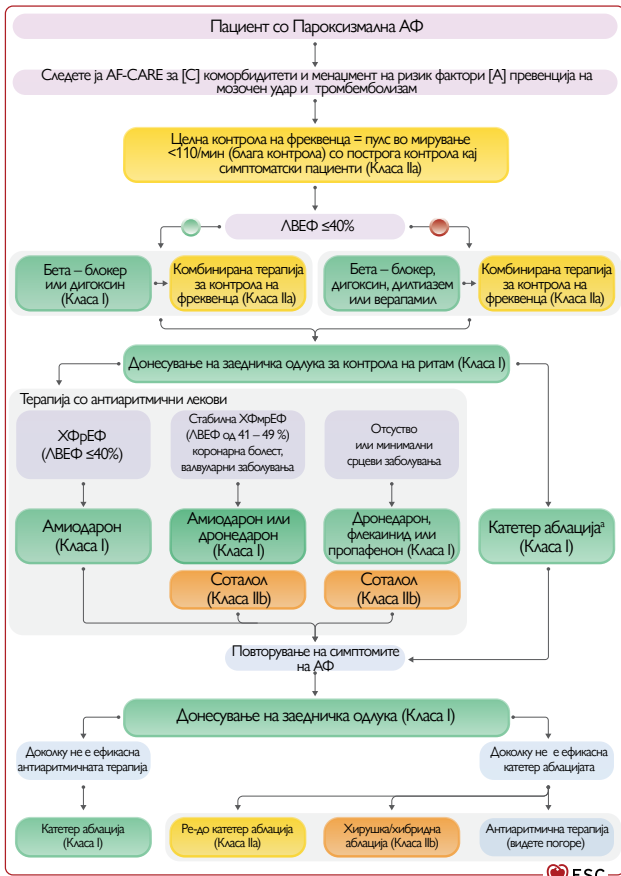 Пациент со Пароксизмална АФ
Следете ја AF-CARE за [C] коморбидитети и менаџмент на ризик фактори [A] превенција на
мозочен удар и тромбемболизам
Целна контрола на фреквенца = пулс во мирување
<110/мин (блага контрола) со построга контрола кај
симптоматски пациенти (Класа IIa)
ЛВЕФ ≤40%
Бета – блокер
или дигоксин
(Класа I)
Комбинирана терапија
за контрола на
фреквенца (Класа IIa)
Бета – блокер,
дигоксин, дилтиазем
или верапамил
Комбинирана терапија
за контрола на
фреквенца (Класа IIa)
Донесување на заедничка одлука за контрола на ритам (Класа I)
Терапија со антиаритмични лекови
ХФрЕФ
(ЛВЕФ ≤40%)
Стабилна ХФмрЕФ
(ЛВЕФ од 41 – 49 %)
коронарна болест,
валвуларни заболувања
Отсуство
или минимални
срцеви заболувања
Амиодарон
(Класа I)
Амиодарон или
дронедарон
(Класа I)
Дронедарон,
флекаинид или
пропафенон (Класа I)
Катетер аблација^a
(Класа I)
Соталол
(Класа IIb)
Соталол
(Класа IIb)
Повторување на симптомите
на АФ
Донесување на заедничка одлука (Класа I)
Доколку не е ефикасна
антиаритмичната терапија
Доколку не е ефикасна
катетер аблацијата
Катетер аблација
(Класа I)
Ре-до катетер аблација
(Класа IIa)
Хирушка/хибридна
аблација (Класа IIb)
Антиаритмична терапија
(видете погоре)
ESC